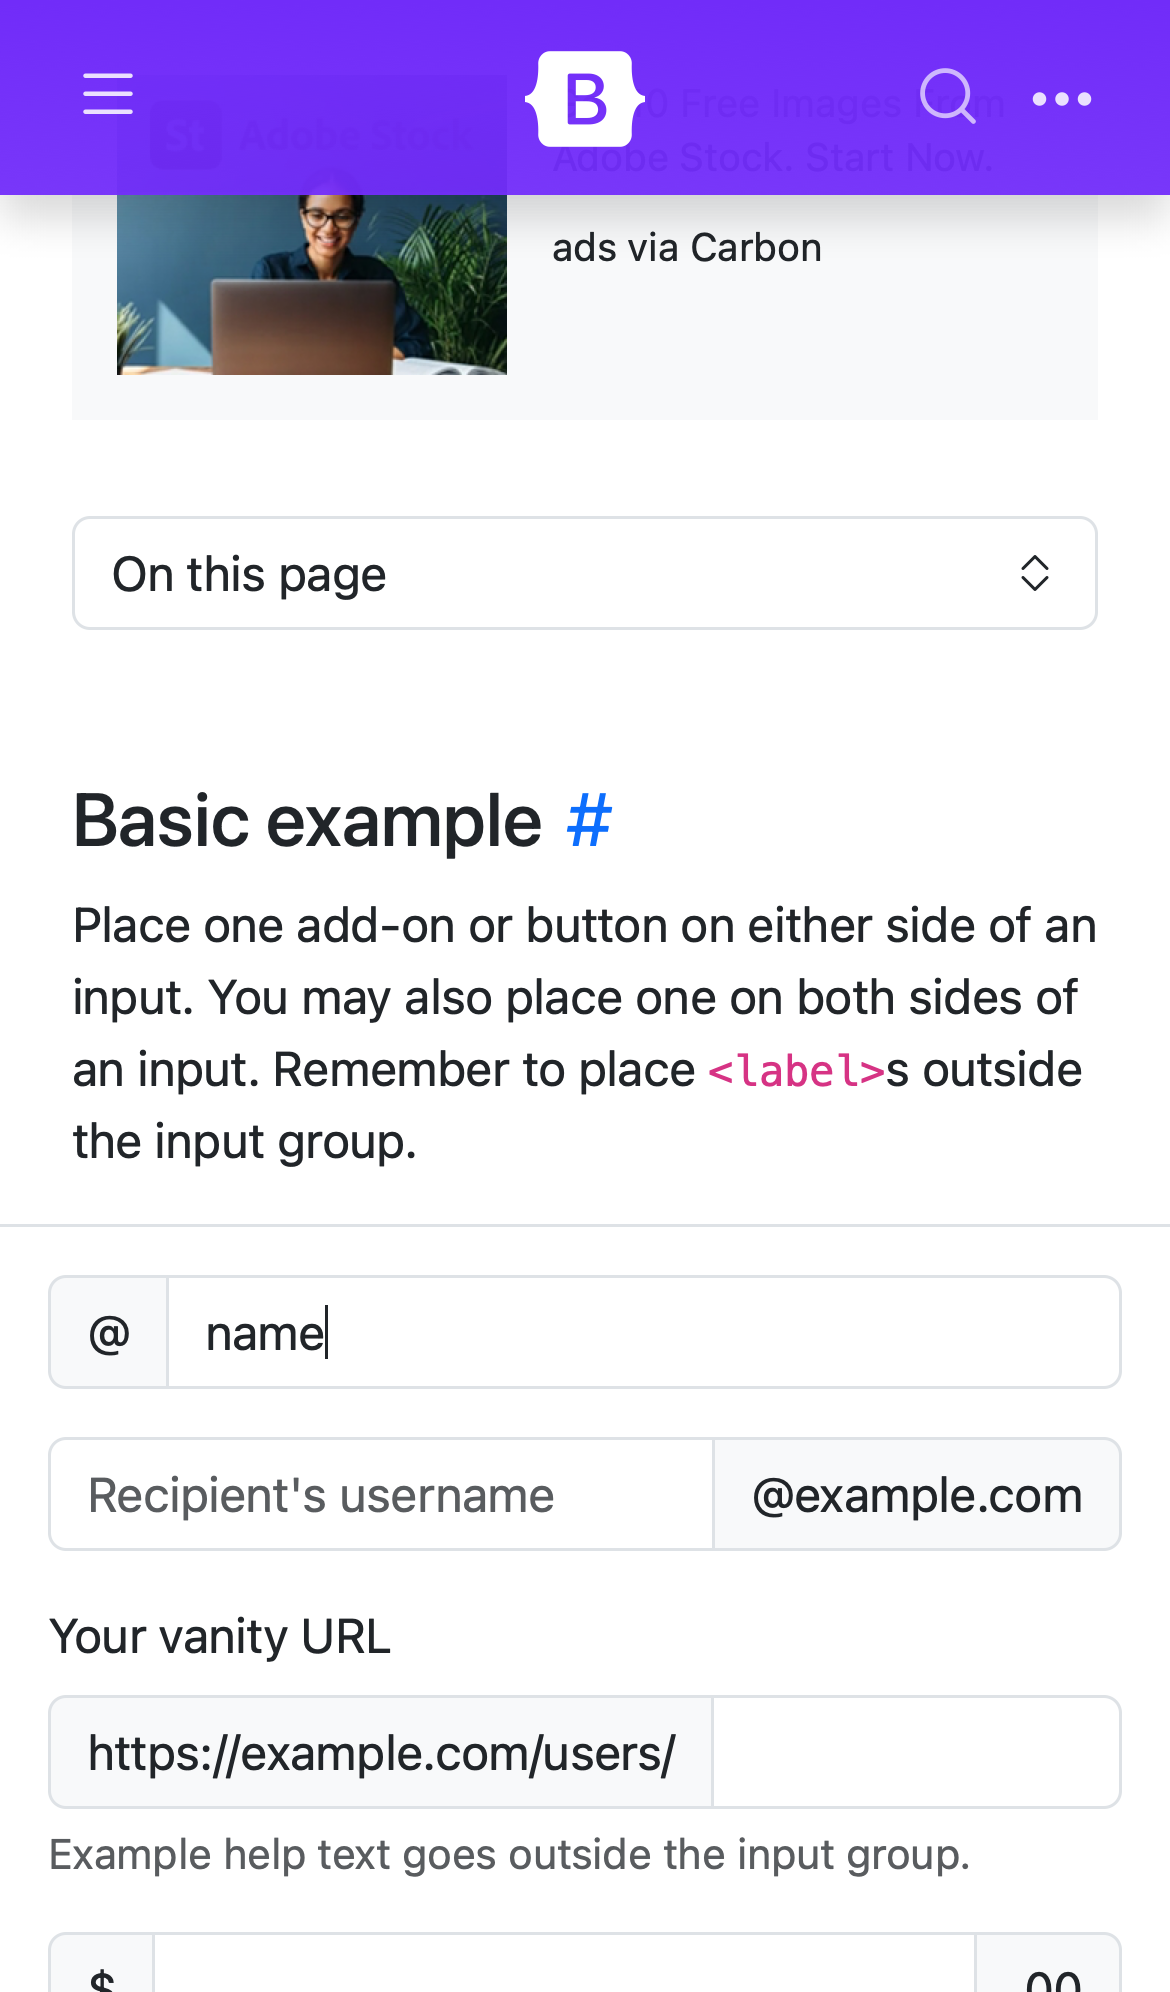 B
St Adobe Stock
0 Free Images From
Adobe Stock. Start Now.
ads via Carbon
On this page
Basic example #
Place one add-on or button on either side of an
input. You may also place one on both sides of
an input. Remember to place <label>s outside
the input group.
@ name
Recipient's username @example.com
Your vanity URL
https://example.com/users/
Example help text goes outside the input group.
$ .00